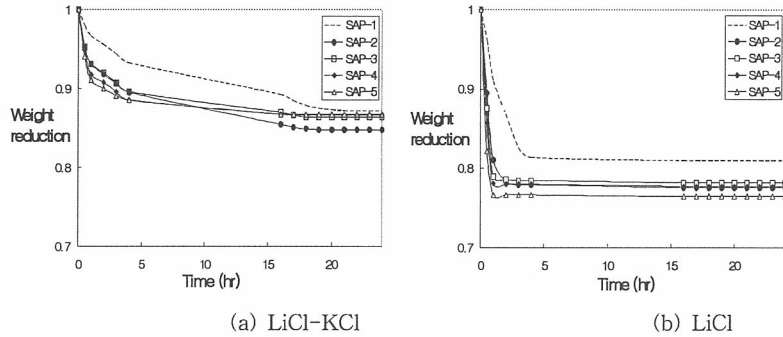 1
0.9
0.8
0.7
Weight
reduction
0
5
10
15
20
Time (hr)
SAP-1
SAP-2
SAP-3
SAP-4
SAP-5
(a) LiCl-KCl
1
0.9
0.8
0.7
Weight
reduction
0
5
10
15
20
Time (hr)
SAP-1
SAP-2
SAP-3
SAP-4
SAP-5
(b) LiCl